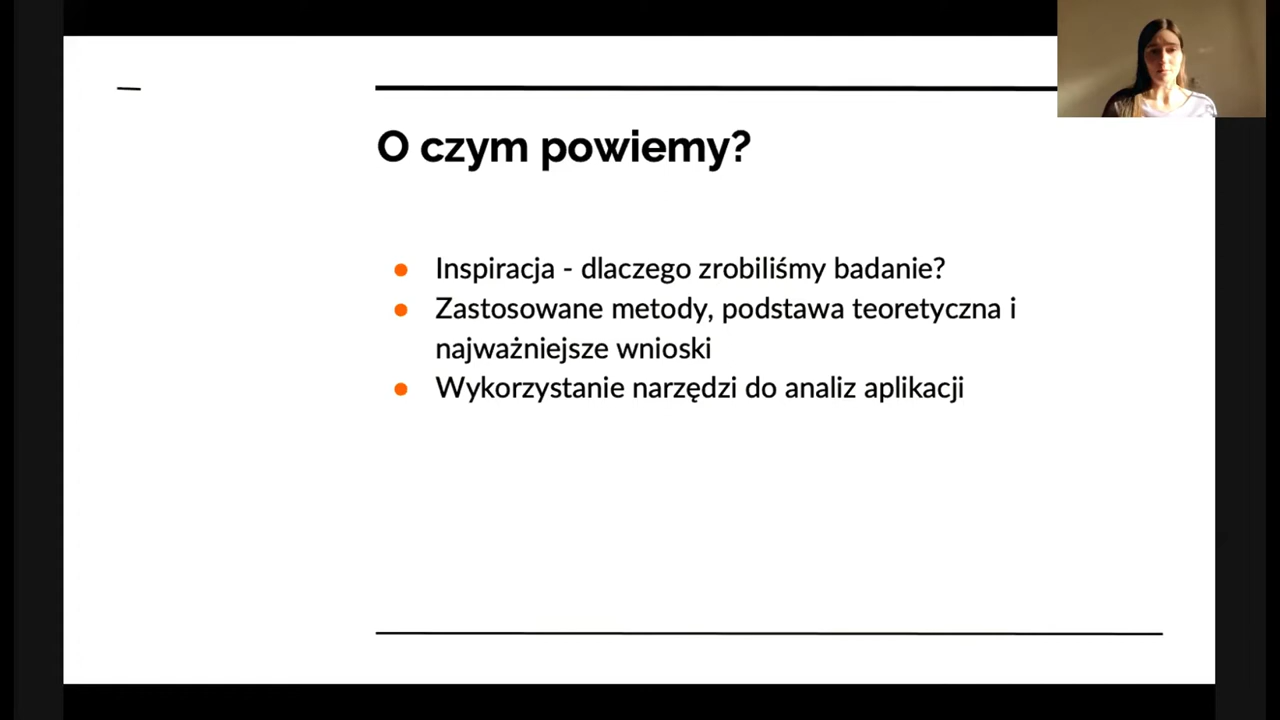 O czym powiemy?
Inspiracja - dlaczego zrobiliśmy badanie?
Zastosowane metody, podstawa teoretyczna i
najważniejsze wnioski
Wykorzystanie narzędzi do analiz aplikacji